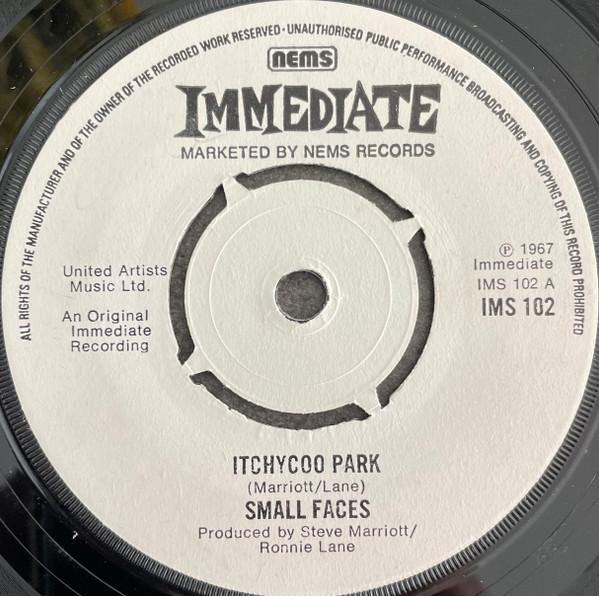 ALL RIGHTS OF THE MANUFACTURER AND OF THE OWNER OF THE RECORDED WORK RESERVED · UNAUTHORISED PUBLIC PERFORMANCE BROADCASTING AND COPYING OF THIS RECORD PROHIBITED
nems
IMMEDIATE
MARKETED BY NEMS RECORDS
United Artists
Music Ltd.
An Original
Immediate
Recording
℗ 1967
Immediate
IMS 102 A
IMS 102
ITCHYCOO PARK
(Marriott/Lane)
SMALL FACES
Produced by Steve Marriott/
Ronnie Lane